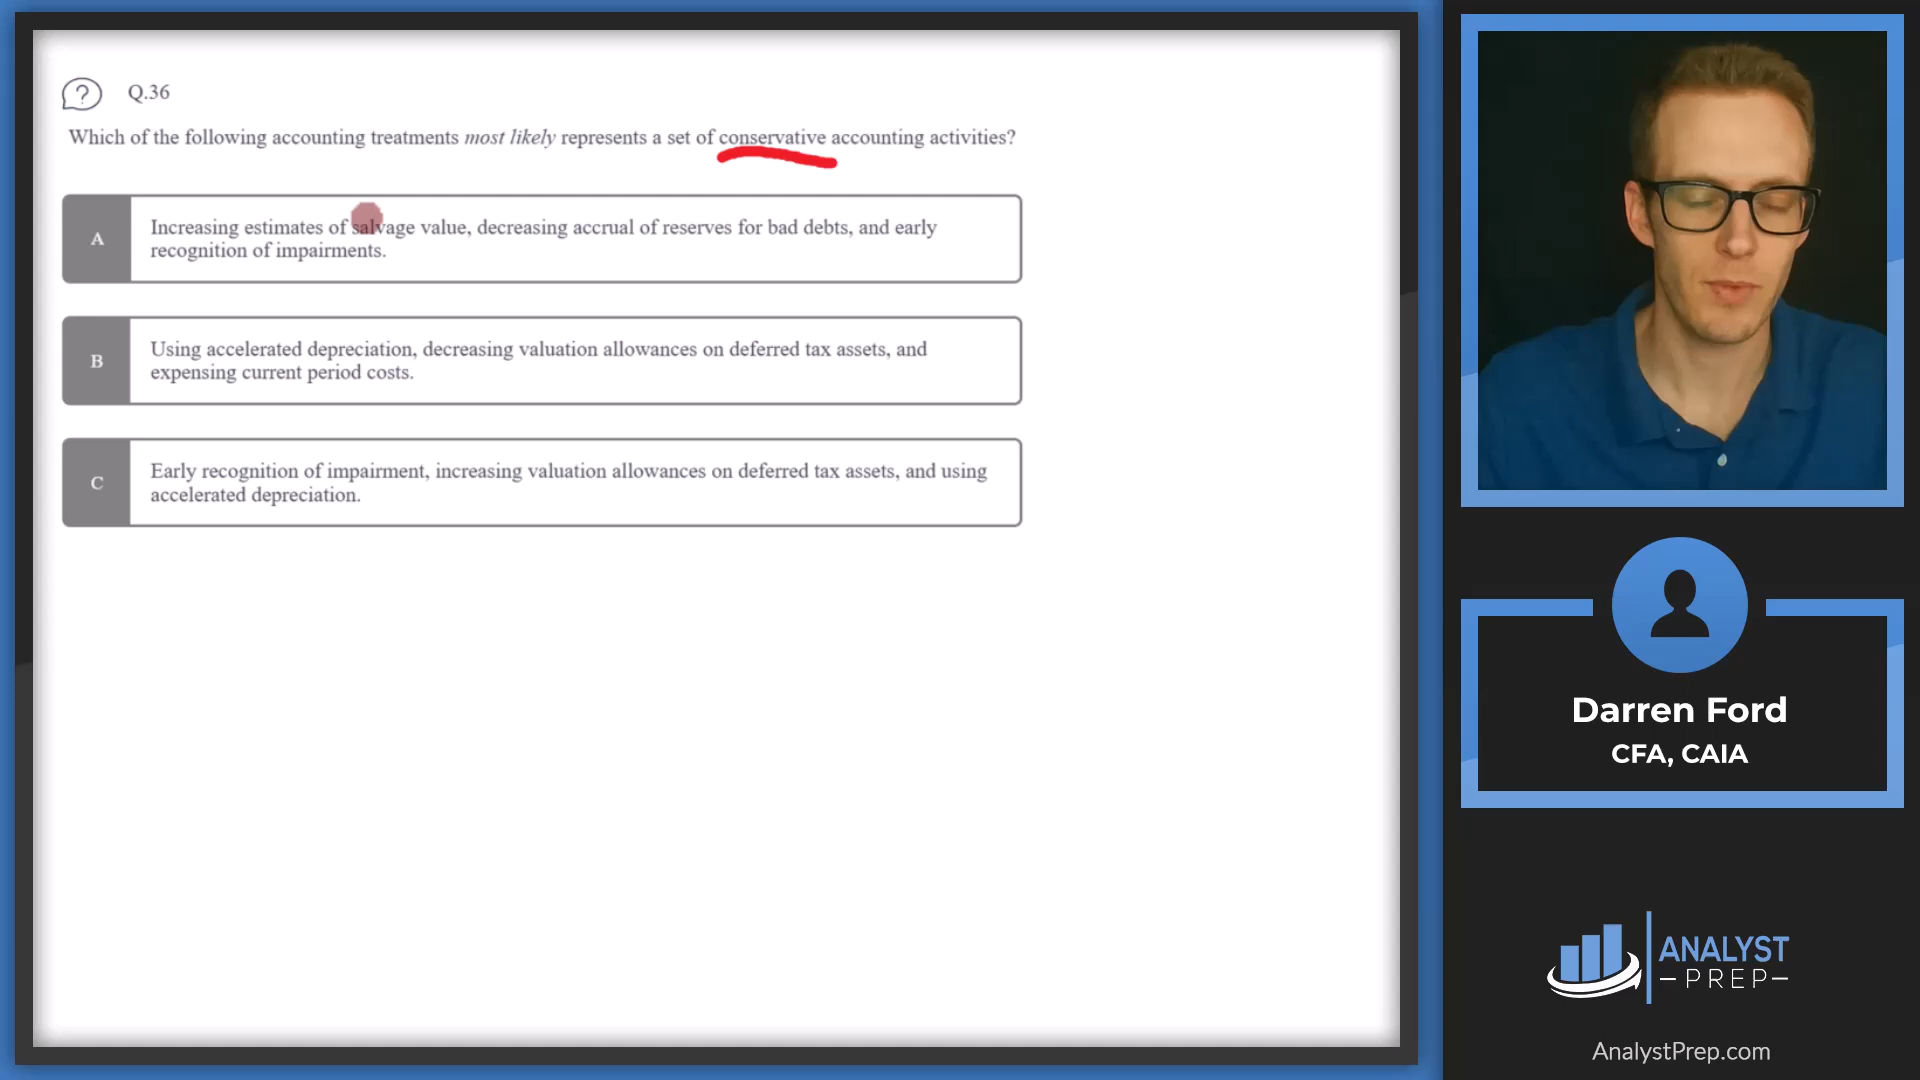 ?
Q.36
Which of the following accounting treatments most likely represents a set of conservative accounting activities?
A
Increasing estimates of salvage value, decreasing accrual of reserves for bad debts, and early
recognition of impairments.
B
Using accelerated depreciation, decreasing valuation allowances on deferred tax assets, and
expensing current period costs.
C
Early recognition of impairment, increasing valuation allowances on deferred tax assets, and using
accelerated depreciation.
Darren Ford
CFA, CAIA
ANALYST
PREP
AnalystPrep.com